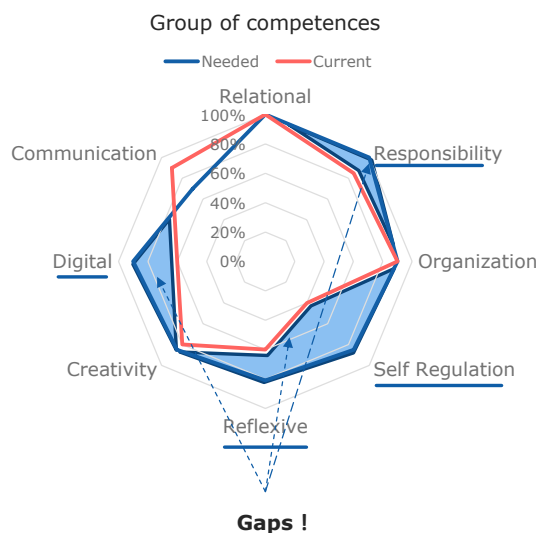 Group of competences
Needed
Current
Relational
100%
80%
60%
40%
20%
0%
Communication
Responsibility
Digital
Organization
Creativity
Self Regulation
Reflexive
Gaps !